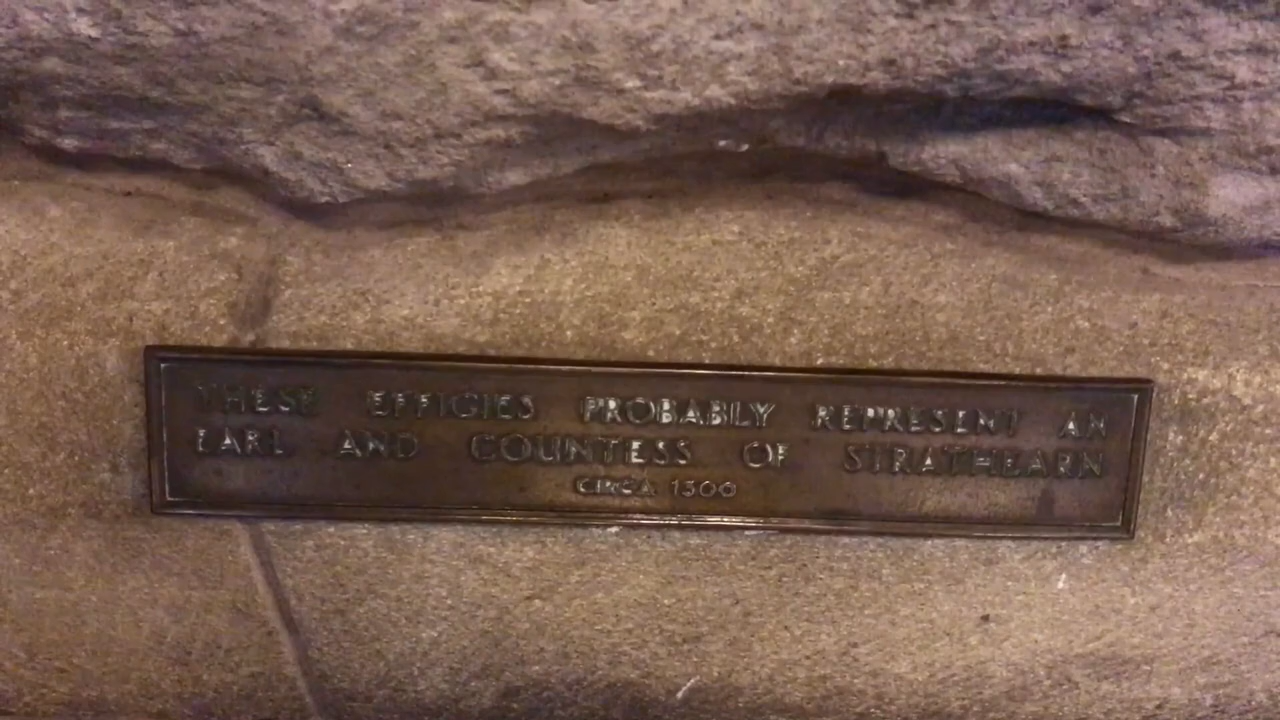 THESE EFFIGIES PROBABLY REPRESENT AN
EARL AND COUNTESS OF STRATHEARN
CIRCA 1300